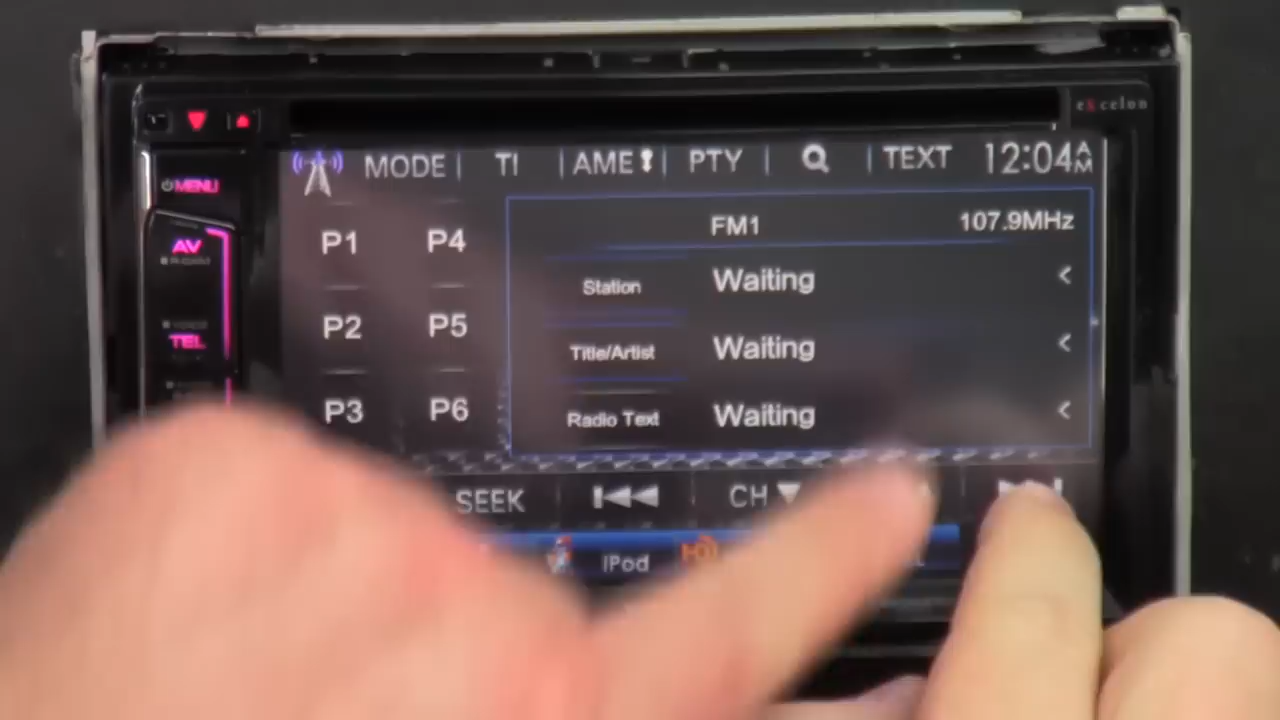 eXcelon
MODE TI AME PTY TEXT 12:04AM
MENU
FM1 107.9MHz
P1 P4
AV
Station Waiting
P2 P5
TEL
Title/Artist Waiting
P3 P6
Radio Text Waiting
SEEK CH
iPod HD